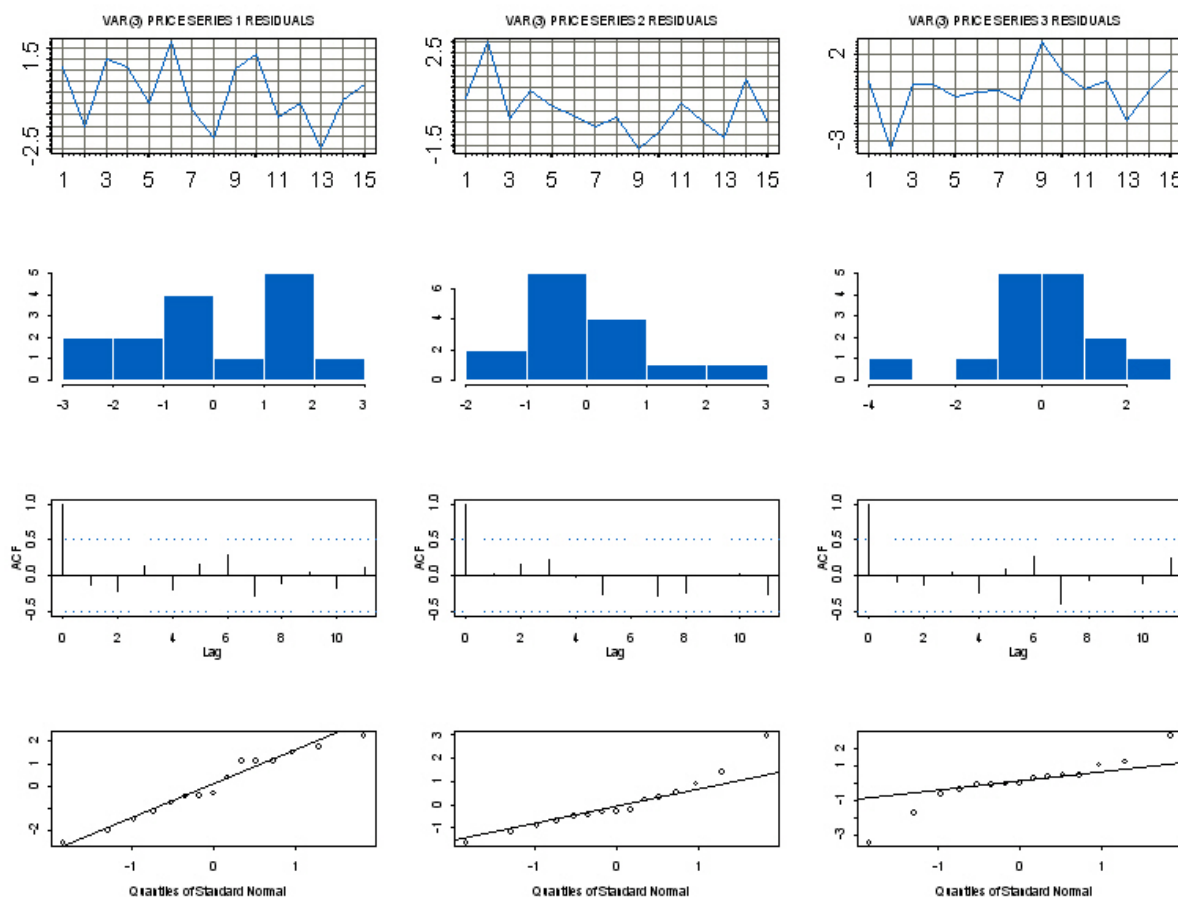 VAR(3) PRICE SERIES 1 RESIDUALS
VAR(3) PRICE SERIES 2 RESIDUALS
VAR(3) PRICE SERIES 3 RESIDUALS
1.5
-2.5
1 3 5 7 9 11 13 15
2.5
-1.5
1 3 5 7 9 11 13 15
2
-3
1 3 5 7 9 11 13 15
5
4
3
2
1
0
-3 -2 -1 0 1 2 3
6
4
2
0
-2 -1 0 1 2 3
5
4
3
2
1
0
-4 -2 0 2
ACF
1.0
0.5
0.0
-0.5
0 2 4 6 8 10
Lag
ACF
1.0
0.5
0.0
-0.5
0 2 4 6 8 10
Lag
ACF
1.0
0.5
0.0
-0.5
0 2 4 6 8 10
Lag
2
1
0
-2
-1 0 1
Quantiles of Standard Normal
3
2
1
0
-1
-1 0 1
Quantiles of Standard Normal
2
1
-1
-3
-1 0 1
Quantiles of Standard Normal